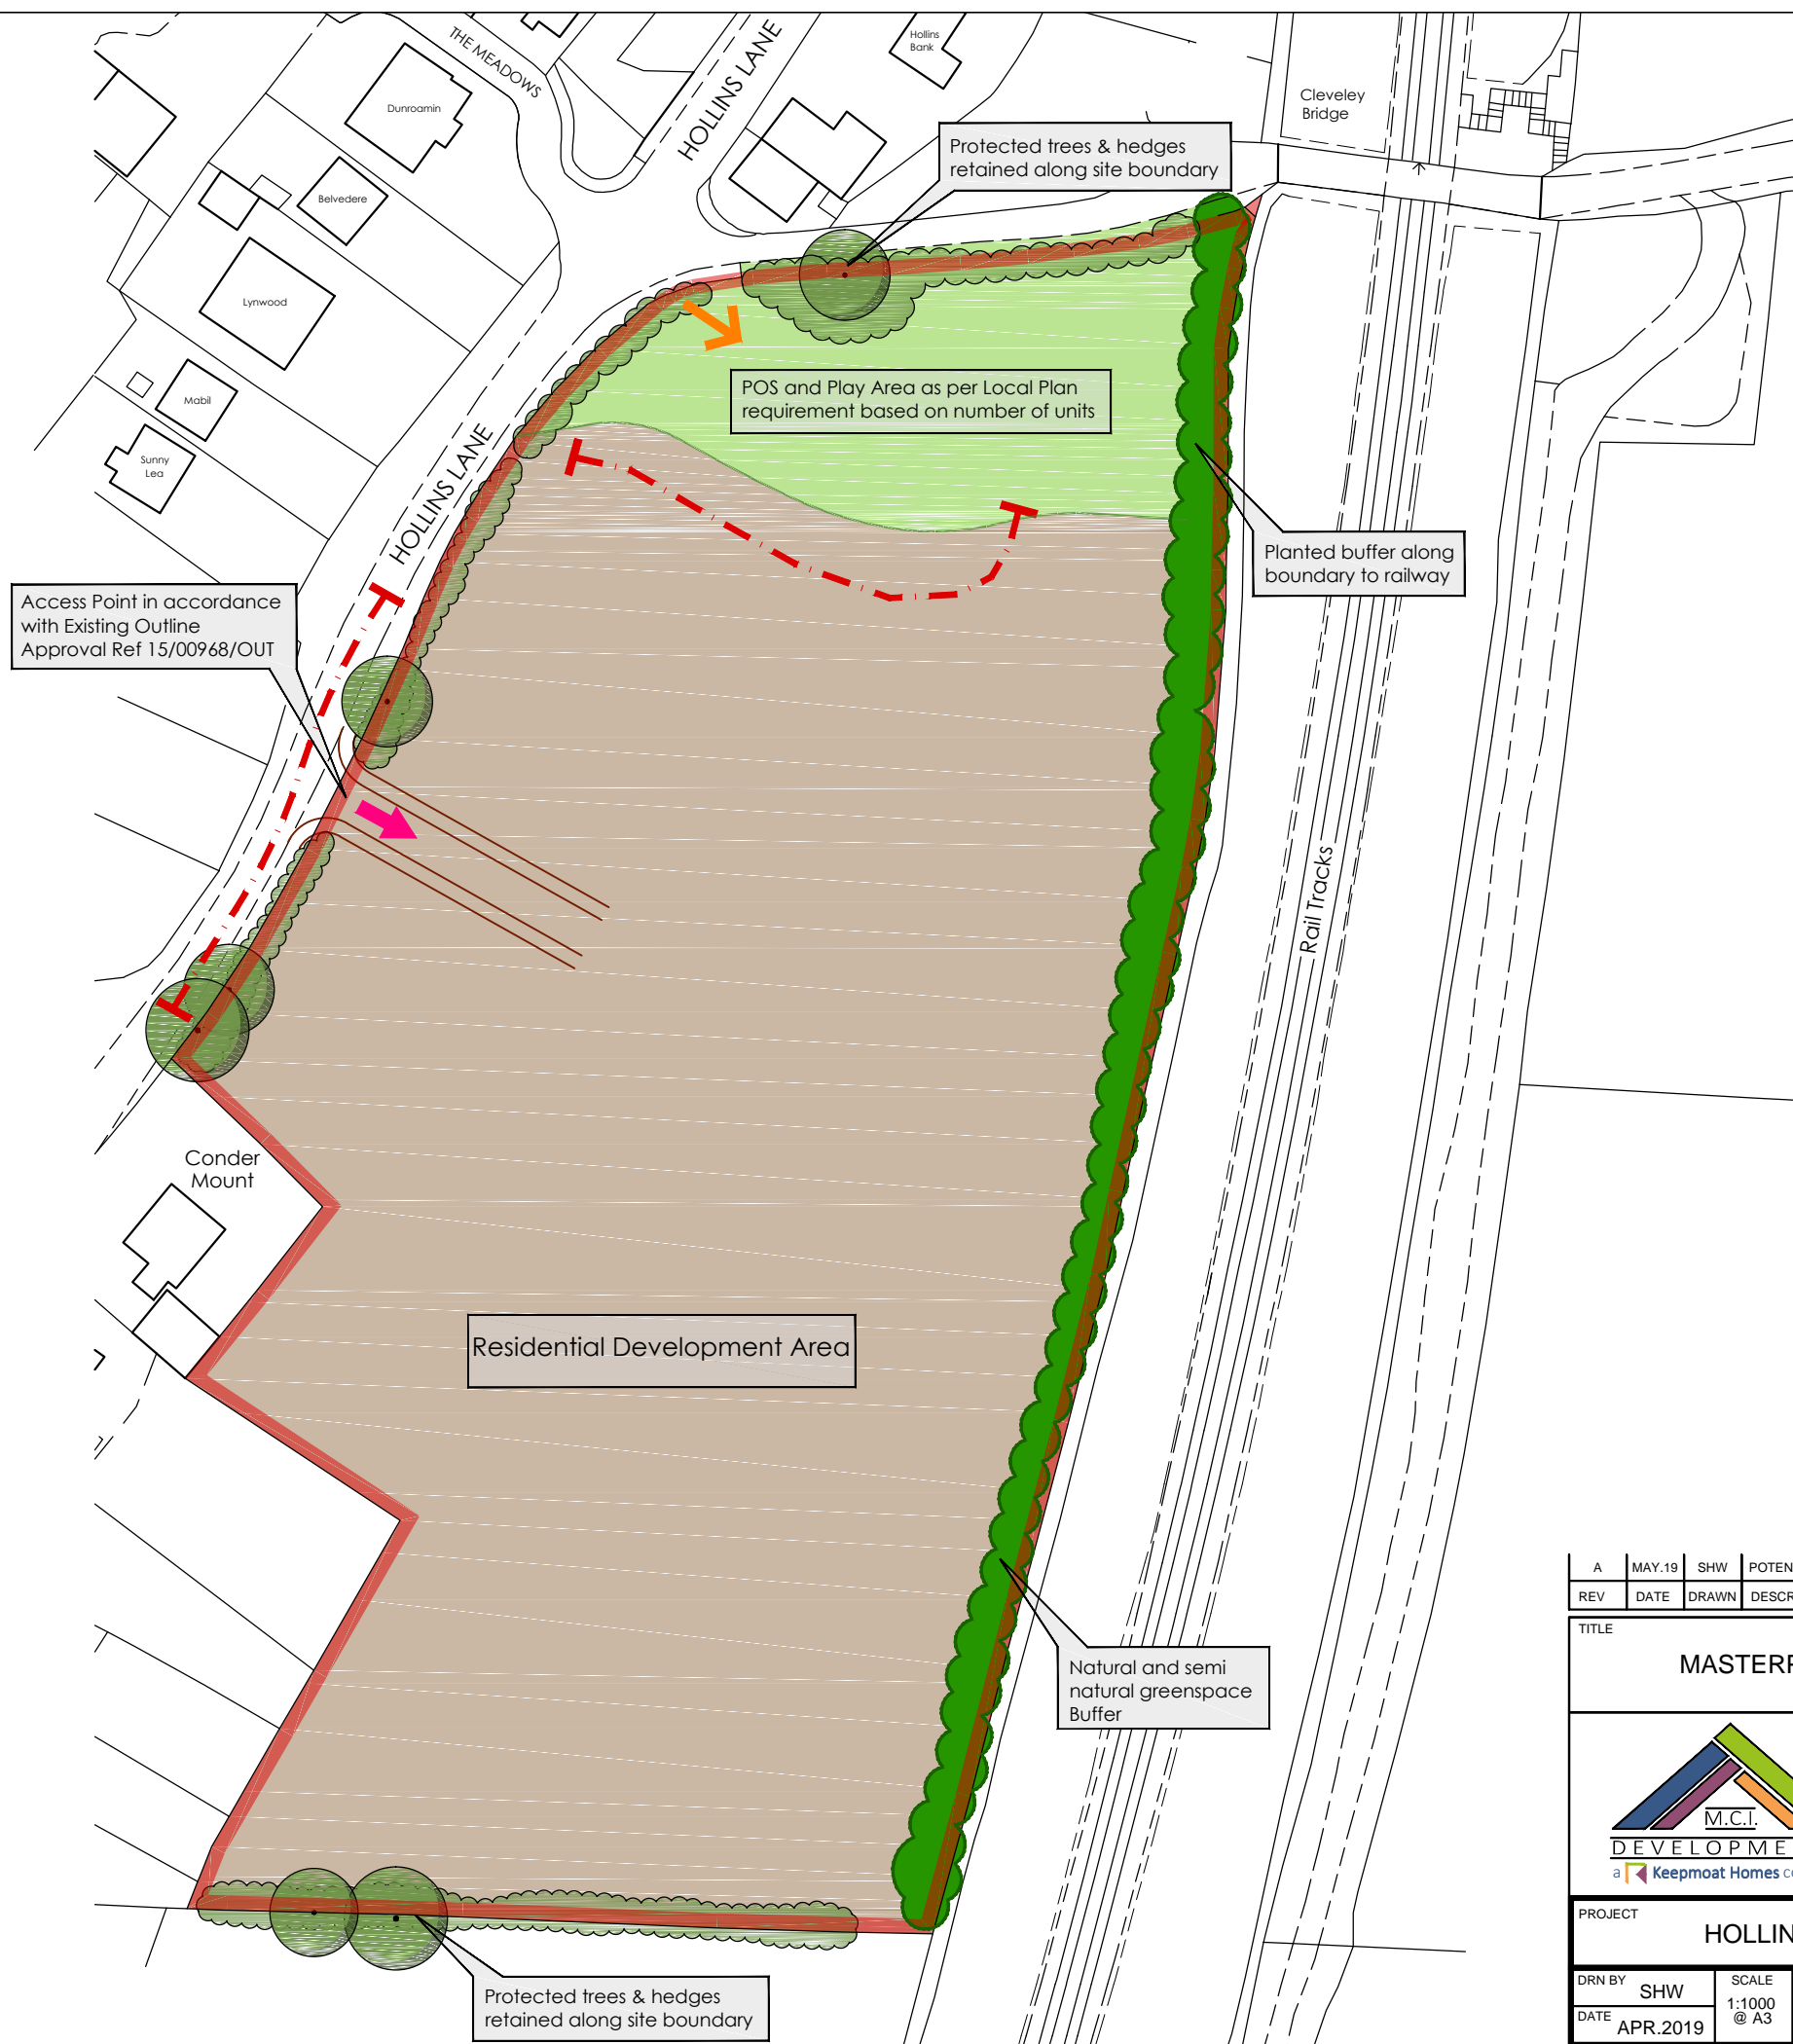 THE MEADOWS
HOLLINS LANE
Hollins
Bank
Cleveley
Bridge
Dunroamin
Protected trees & hedges
retained along site boundary
Belvedere
Lynwood
Mabil
POS and Play Area as per Local Plan
requirement based on number of units
Sunny
Lea
HOLLINS LANE
Planted buffer along
boundary to railway
Access Point in accordance
with Existing Outline
Approval Ref 15/00968/OUT
Rail Tracks
Conder
Mount
Residential Development Area
Natural and semi
natural greenspace
Buffer
Protected trees & hedges
retained along site boundary
A MAY.19 SHW POTEN
REV DATE DRAWN DESCR
TITLE
MASTERP
M.C.I.
DEVELOPME
a Keepmoat Homes co
PROJECT
HOLLIN
DRN BY SHW
SCALE
1:1000
@ A3
DATE APR.2019